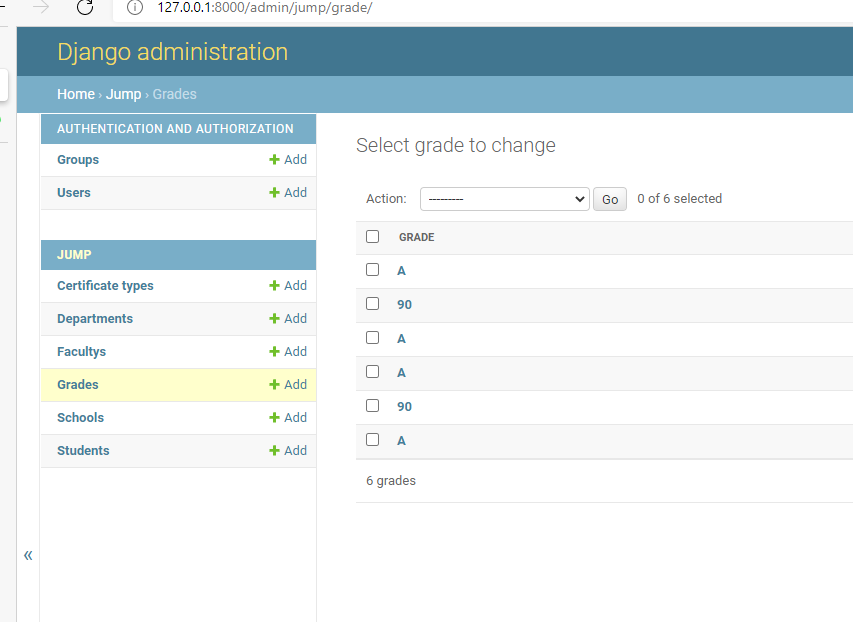 127.0.0.1:8000/admin/jump/grade/
Django administration
Home › Jump › Grades
AUTHENTICATION AND AUTHORIZATION
Groups + Add
Users + Add
JUMP
Certificate types + Add
Departments + Add
Facultys + Add
Grades + Add
Schools + Add
Students + Add
«
Select grade to change
Action: --------- Go 0 of 6 selected
GRADE
A
90
A
A
90
A
6 grades